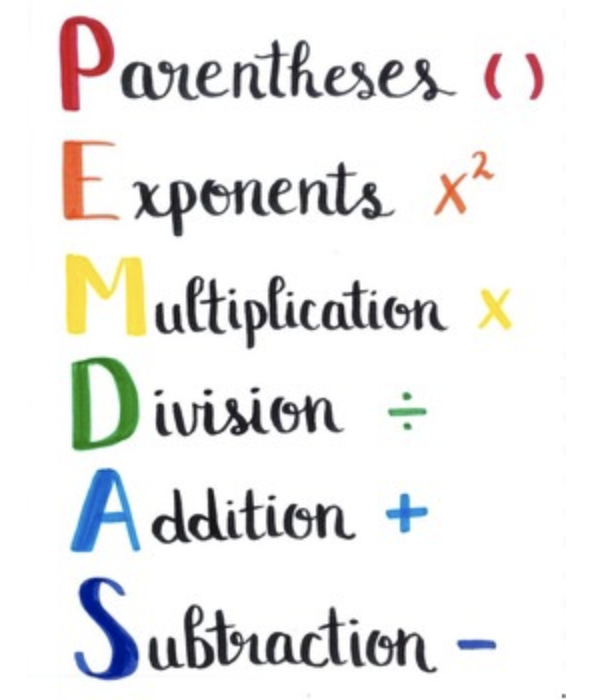 Parentheses ( )
Exponents x²
Multiplication x
Division ÷
Addition +
Subtraction -